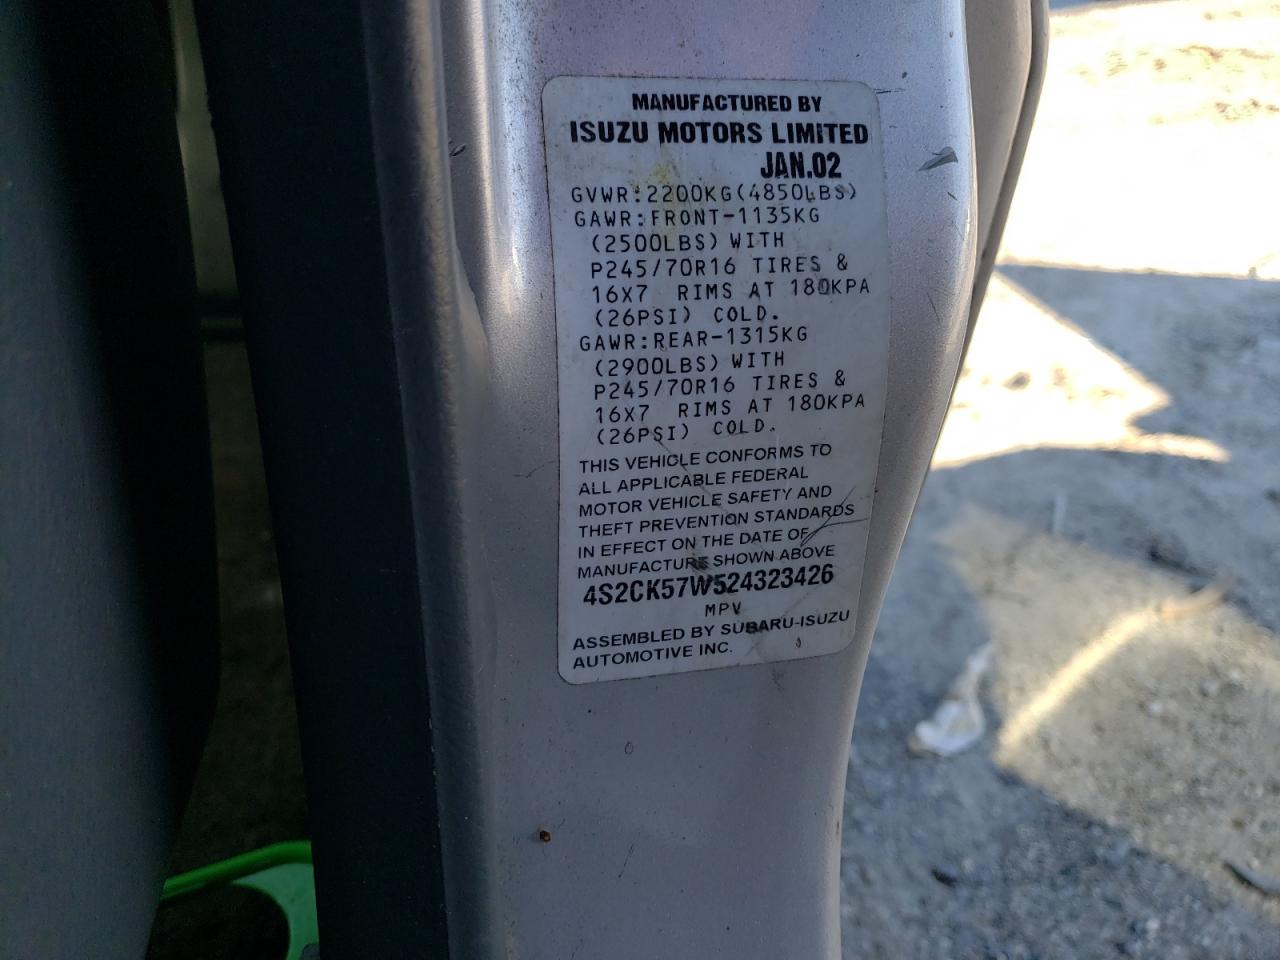 MANUFACTURED BY
ISUZU MOTORS LIMITED
JAN.02
GVWR:2200KG(4850LBS)
GAWR:FRONT-1135KG
(2500LBS) WITH
P245/70R16 TIRES &
16X7 RIMS AT 180KPA
(26PSI) COLD.
GAWR:REAR-1315KG
(2900LBS) WITH
P245/70R16 TIRES &
16X7 RIMS AT 180KPA
(26PSI) COLD.
THIS VEHICLE CONFORMS TO
ALL APPLICABLE FEDERAL
MOTOR VEHICLE SAFETY AND
THEFT PREVENTION STANDARDS
IN EFFECT ON THE DATE OF
MANUFACTURE SHOWN ABOVE
4S2CK57W524323426
MPV
ASSEMBLED BY SUBARU-ISUZU
AUTOMOTIVE INC.